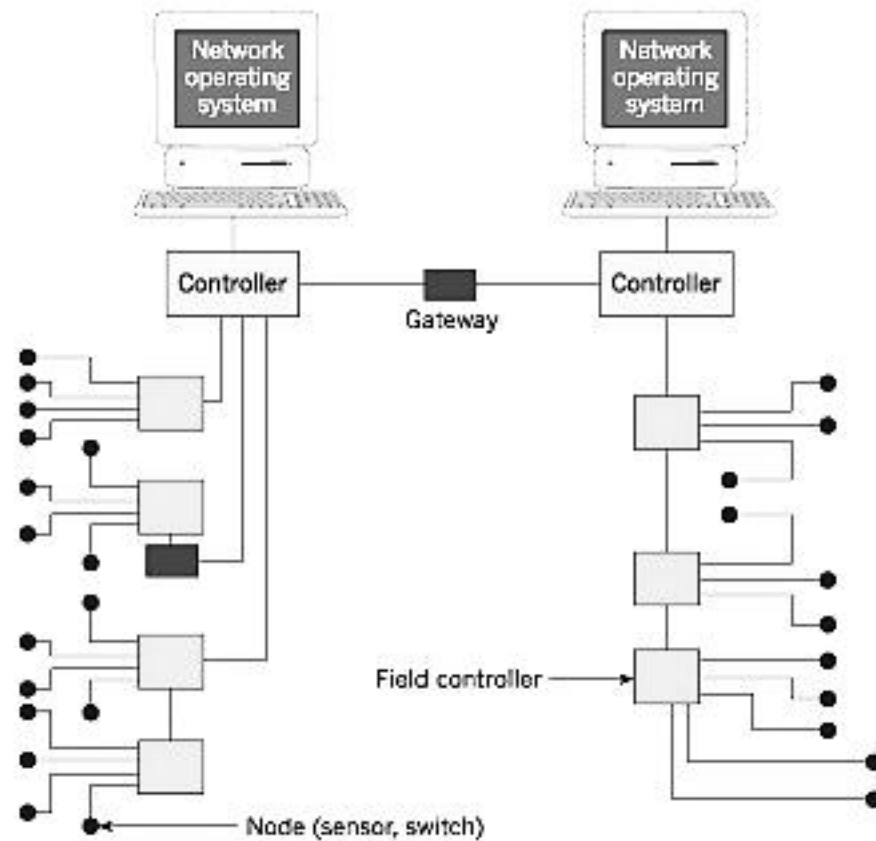 Network
operating
system
Network
operating
system
Controller
Controller
Gateway
Field controller
Node (sensor, switch)